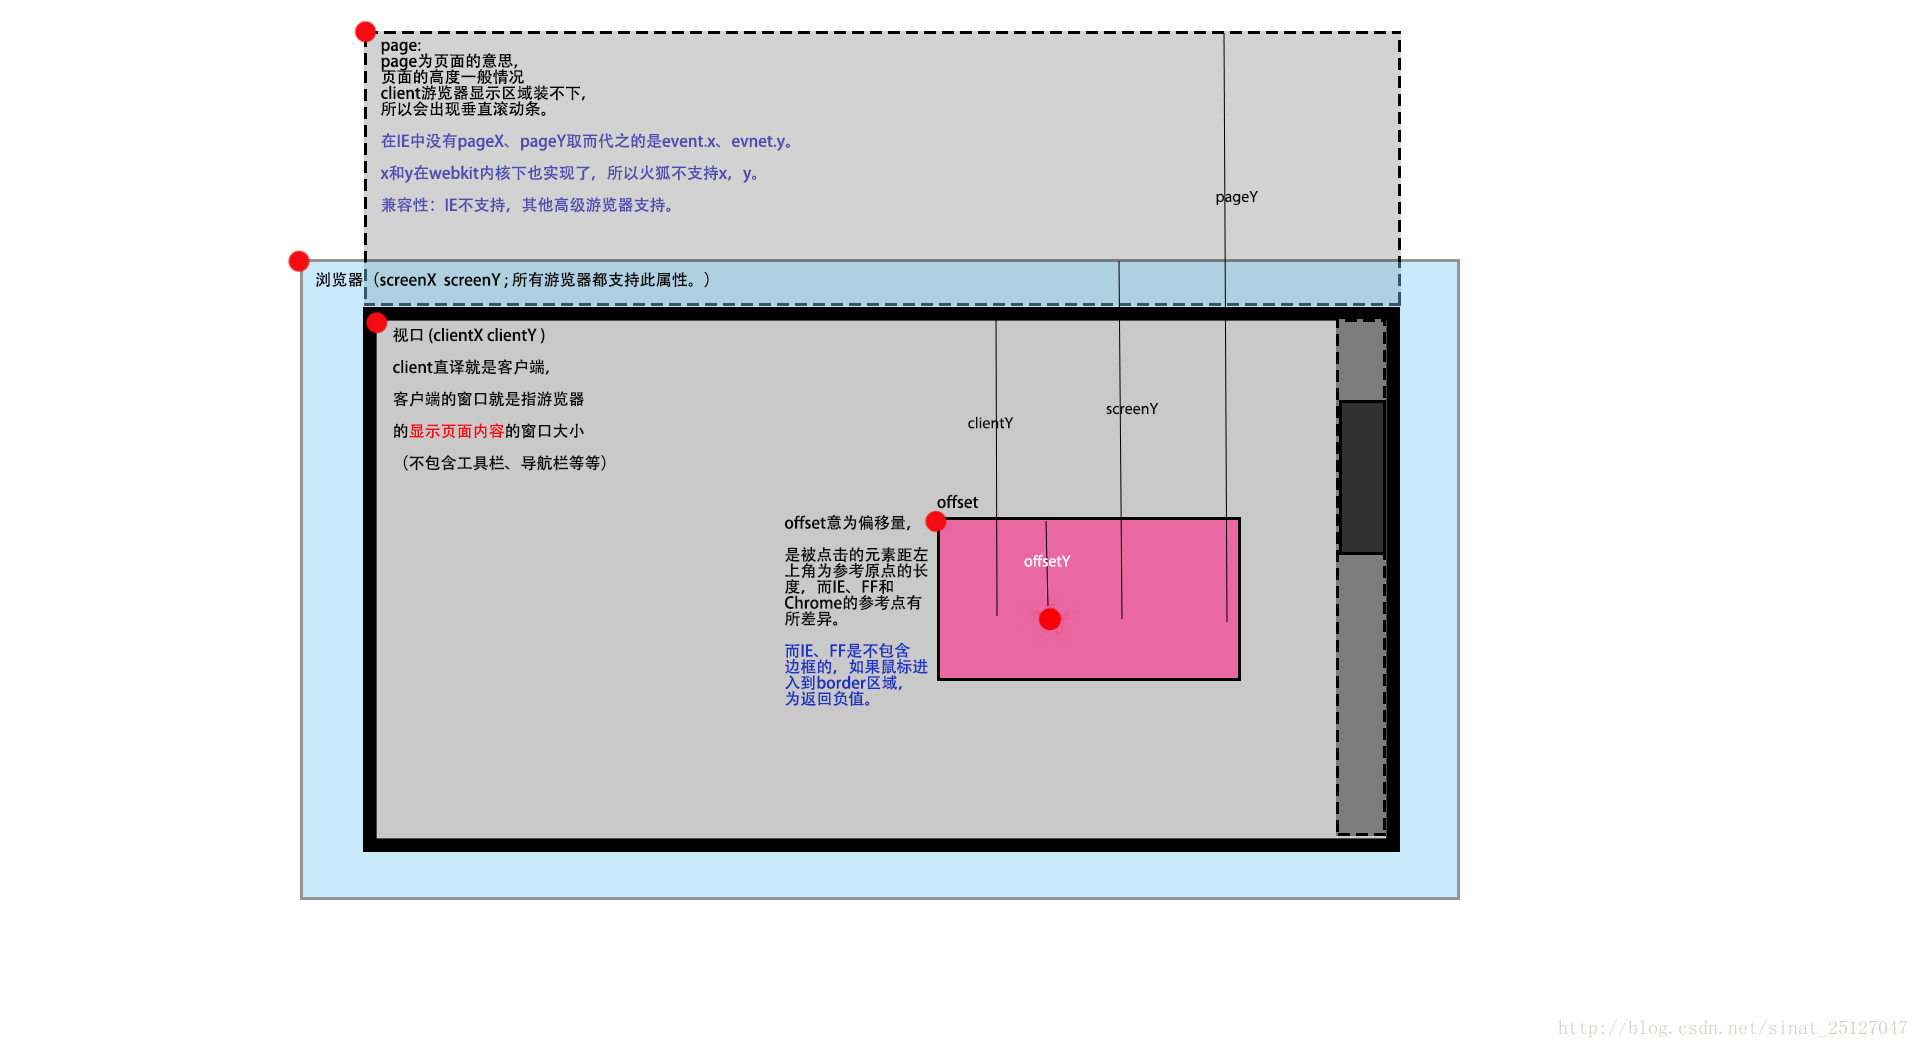 page:
page为页面的意思，
页面的高度一般情况
client游览器显示区域装不下，
所以会出现垂直滚动条。
在IE中没有pageX、pageY取而代之的是event.x、evnet.y。
x和y在webkit内核下也实现了，所以火狐不支持x，y。
兼容性：IE不支持，其他高级游览器支持。
pageY
浏览器（screenX screenY ; 所有游览器都支持此属性。）
视口 (clientX clientY )
client直译就是客户端，
客户端的窗口就是指游览器
的显示页面内容的窗口大小
（不包含工具栏、导航栏等等）
clientY
screenY
offset
offset意为偏移量，
是被点击的元素距左
上角为参考原点的长
度，而IE、FF和
Chrome的参考点有
所差异。
而IE、FF是不包含
边框的，如果鼠标进
入到border区域，
为返回负值。
offsetY
http://blog.csdn.net/sinat_25127047